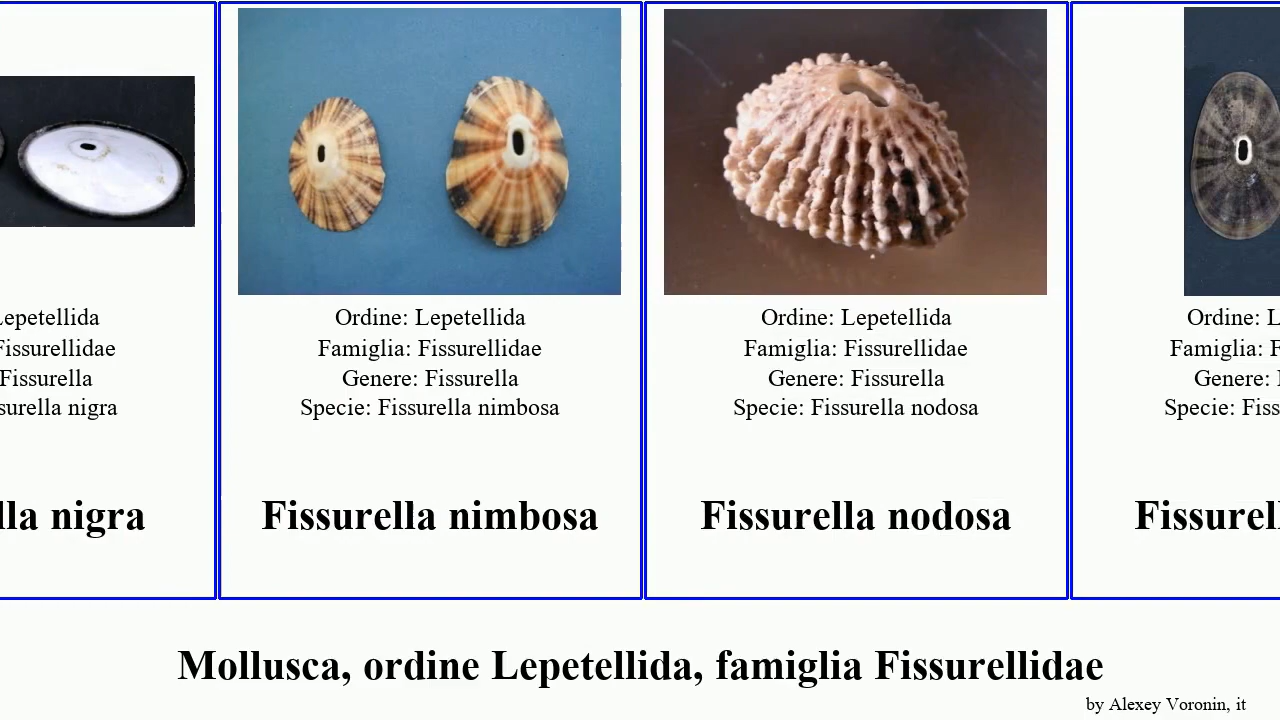 Lepetellida
Fissurellidae
Fissurella
surella nigra
lla nigra
Ordine: Lepetellida
Famiglia: Fissurellidae
Genere: Fissurella
Specie: Fissurella nimbosa
Fissurella nimbosa
Ordine: Lepetellida
Famiglia: Fissurellidae
Genere: Fissurella
Specie: Fissurella nodosa
Fissurella nodosa
Ordine: L
Famiglia: F
Genere:
Specie: Fiss
Fissurell
Mollusca, ordine Lepetellida, famiglia Fissurellidae
by Alexey Voronin, it